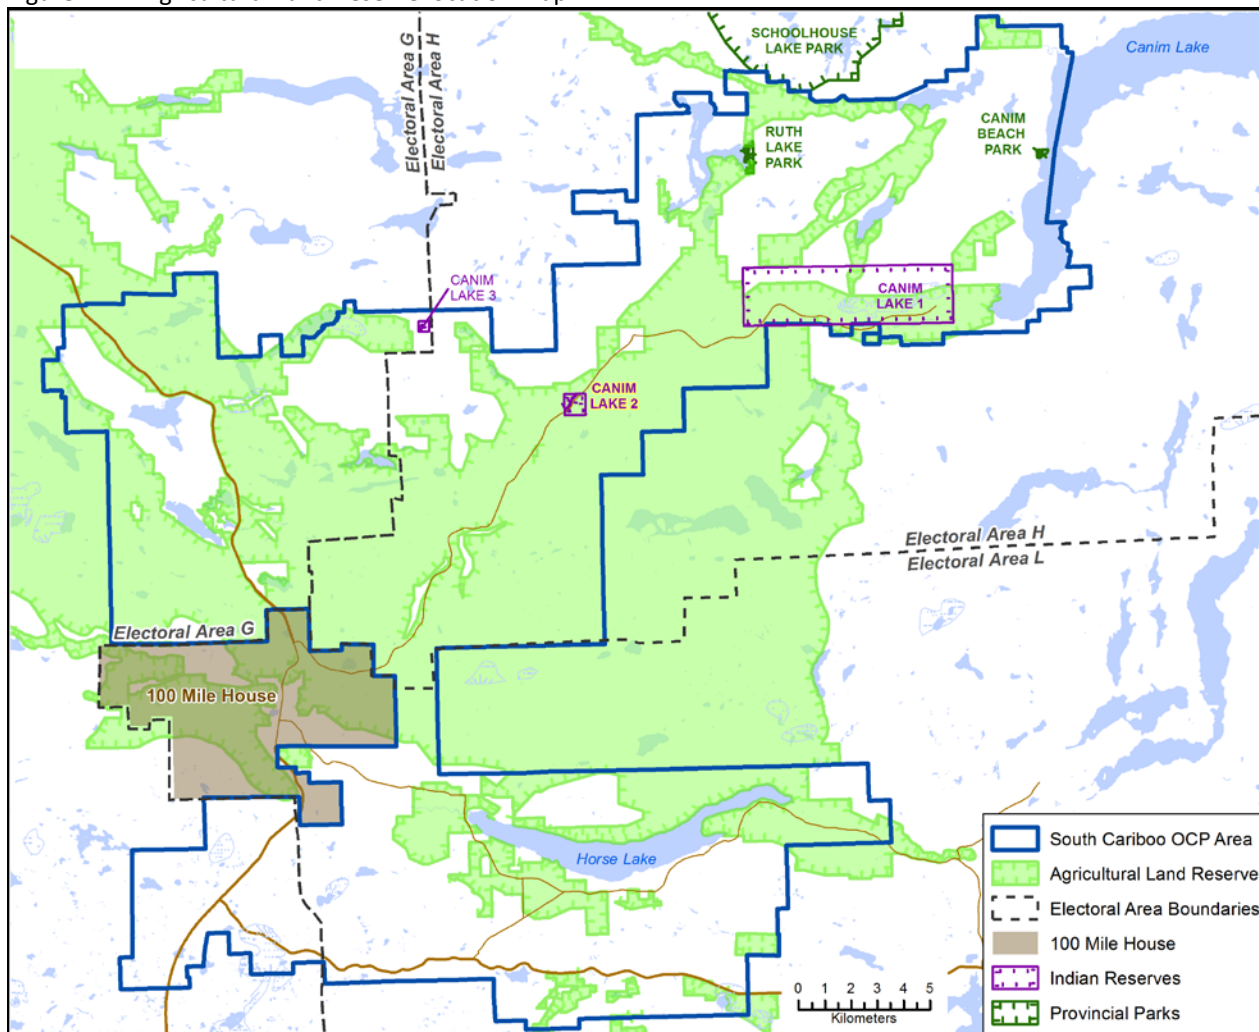 SCHOOLHOUSE
LAKE PARK
Canim Lake
Electoral Area G
Electoral Area H
RUTH
LAKE
PARK
CANIM
BEACH
PARK
CANIM
LAKE 3
CANIM
LAKE 1
CANIM
LAKE 2
Electoral Area H
Electoral Area L
Electoral Area G
100 Mile House
Horse Lake
South Cariboo OCP Area
Agricultural Land Reserve
Electoral Area Boundaries
100 Mile House
Indian Reserves
Provincial Parks
0 1 2 3 4 5
Kilometers